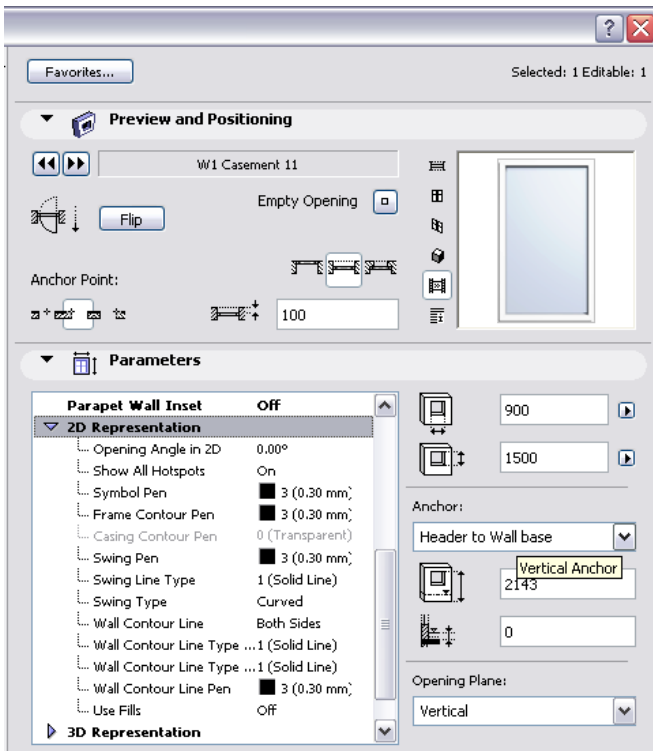 ?
Favorites...
Selected: 1 Editable: 1
Preview and Positioning
W1 Casement 11
Empty Opening
Flip
Anchor Point:
100
Parameters
Parapet Wall Inset Off
2D Representation
Opening Angle in 2D 0.00°
Show All Hotspots On
Symbol Pen 3 (0.30 mm)
Frame Contour Pen 3 (0.30 mm)
Casing Contour Pen 0 (Transparent)
Swing Pen 3 (0.30 mm)
Swing Line Type 1 (Solid Line)
Swing Type Curved
Wall Contour Line Both Sides
Wall Contour Line Type ...1 (Solid Line)
Wall Contour Line Type ...1 (Solid Line)
Wall Contour Line Pen 3 (0.30 mm)
Use Fills Off
3D Representation
900
1500
Anchor:
Header to Wall base
Vertical Anchor
2143
0
Opening Plane:
Vertical